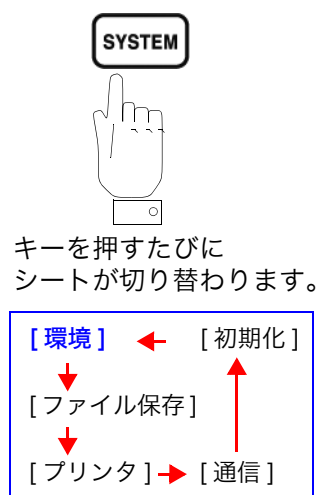 SYSTEM
キーを押すたびに
シートが切り替わります。
[環境] [初期化]
[ファイル保存]
[プリンタ] [通信]